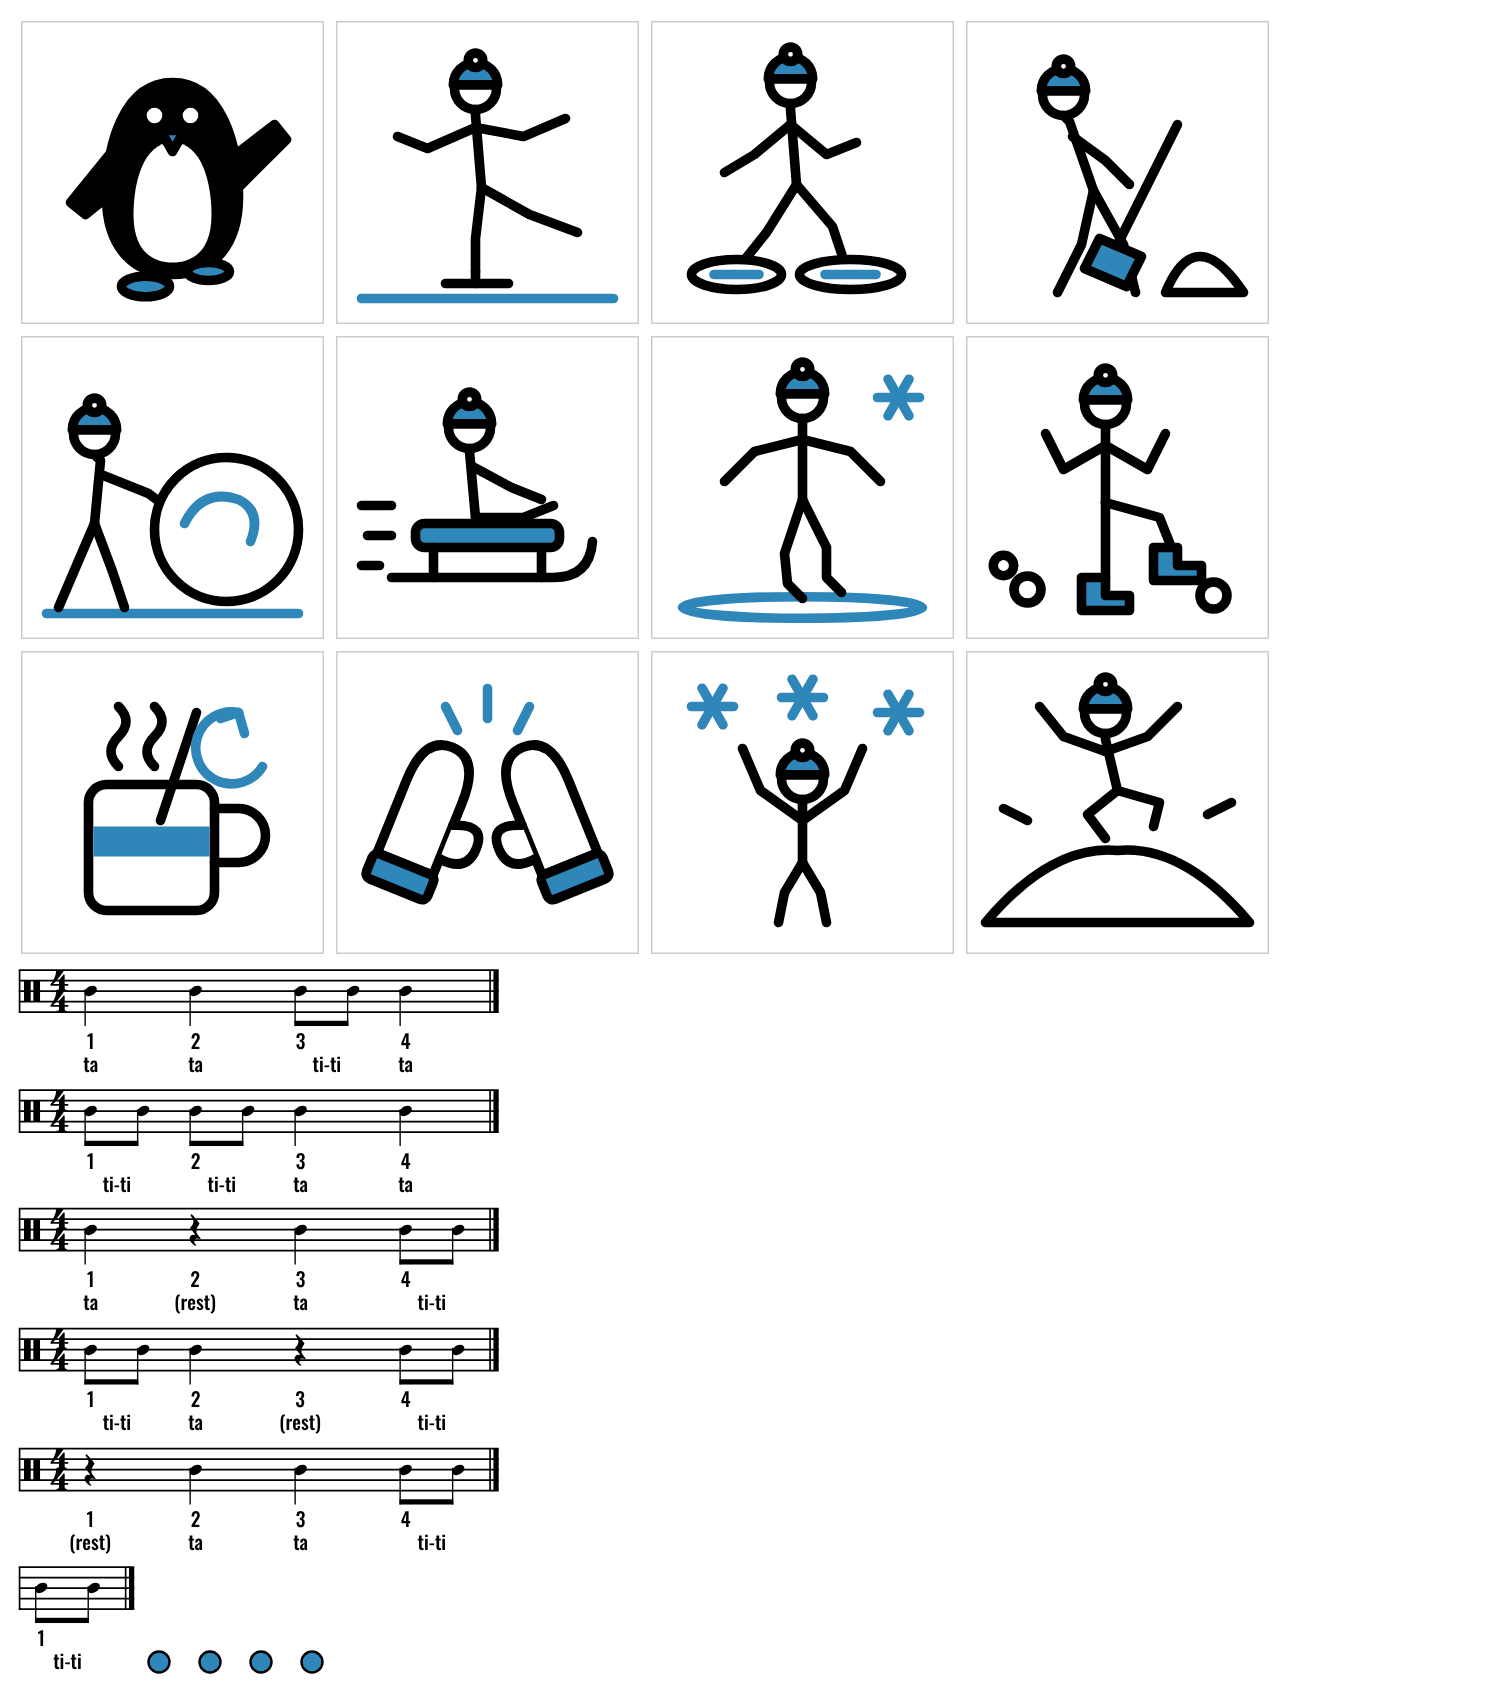 1 2 3 4
ta ta ti-ti ta
1 2 3 4
ti-ti ti-ti ta ta
1 2 3 4
ta (rest) ta ti-ti
1 2 3 4
ti-ti ta (rest) ti-ti
1 2 3 4
(rest) ta ta ti-ti
1
ti-ti